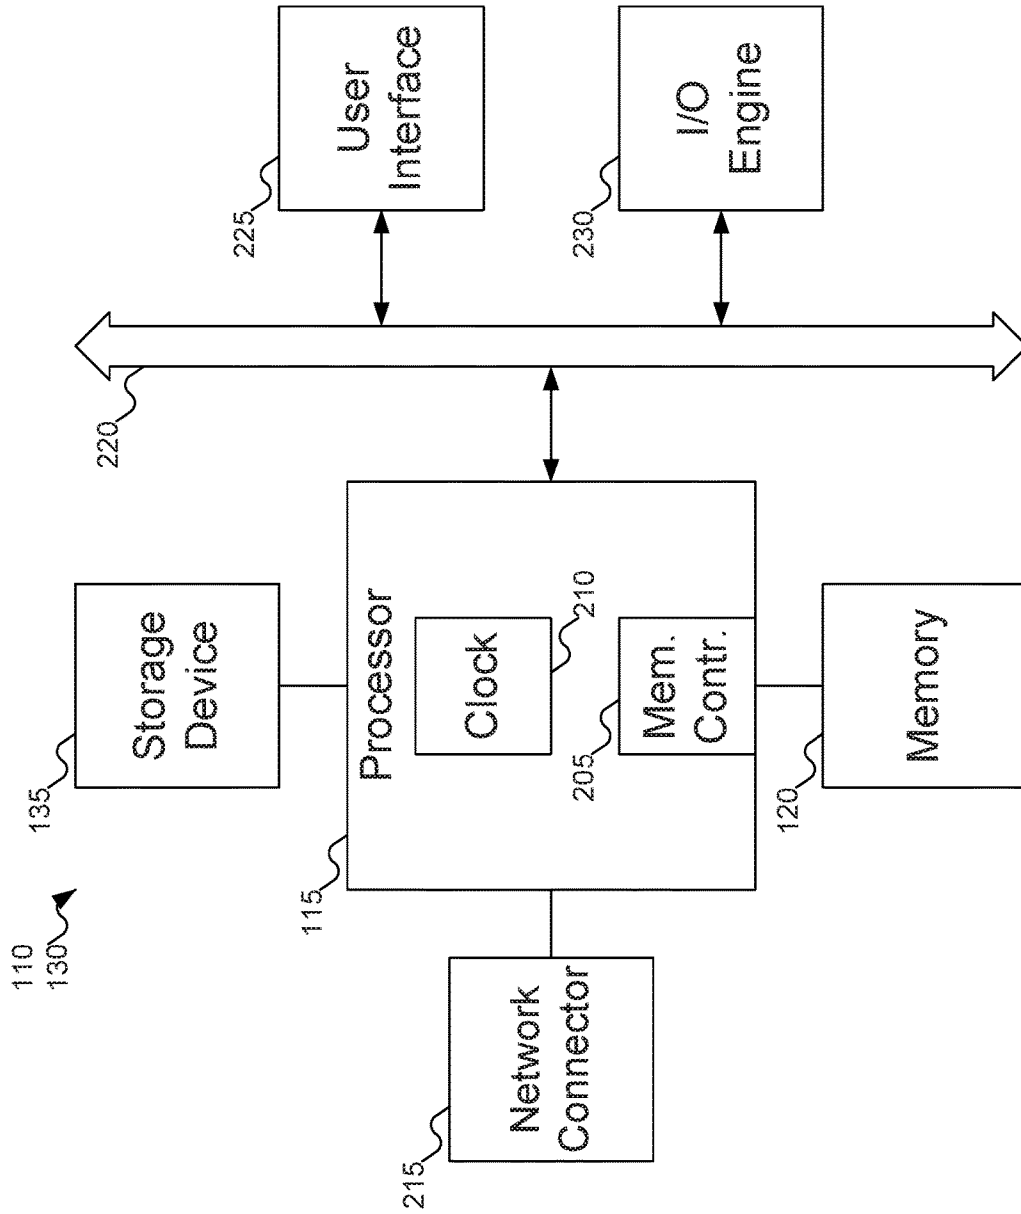 110
130
135
Storage
Device
115
Processor
Clock
210
205
Mem.
Contr.
120
Memory
215
Network
Connector
220
225
User
Interface
230
I/O
Engine